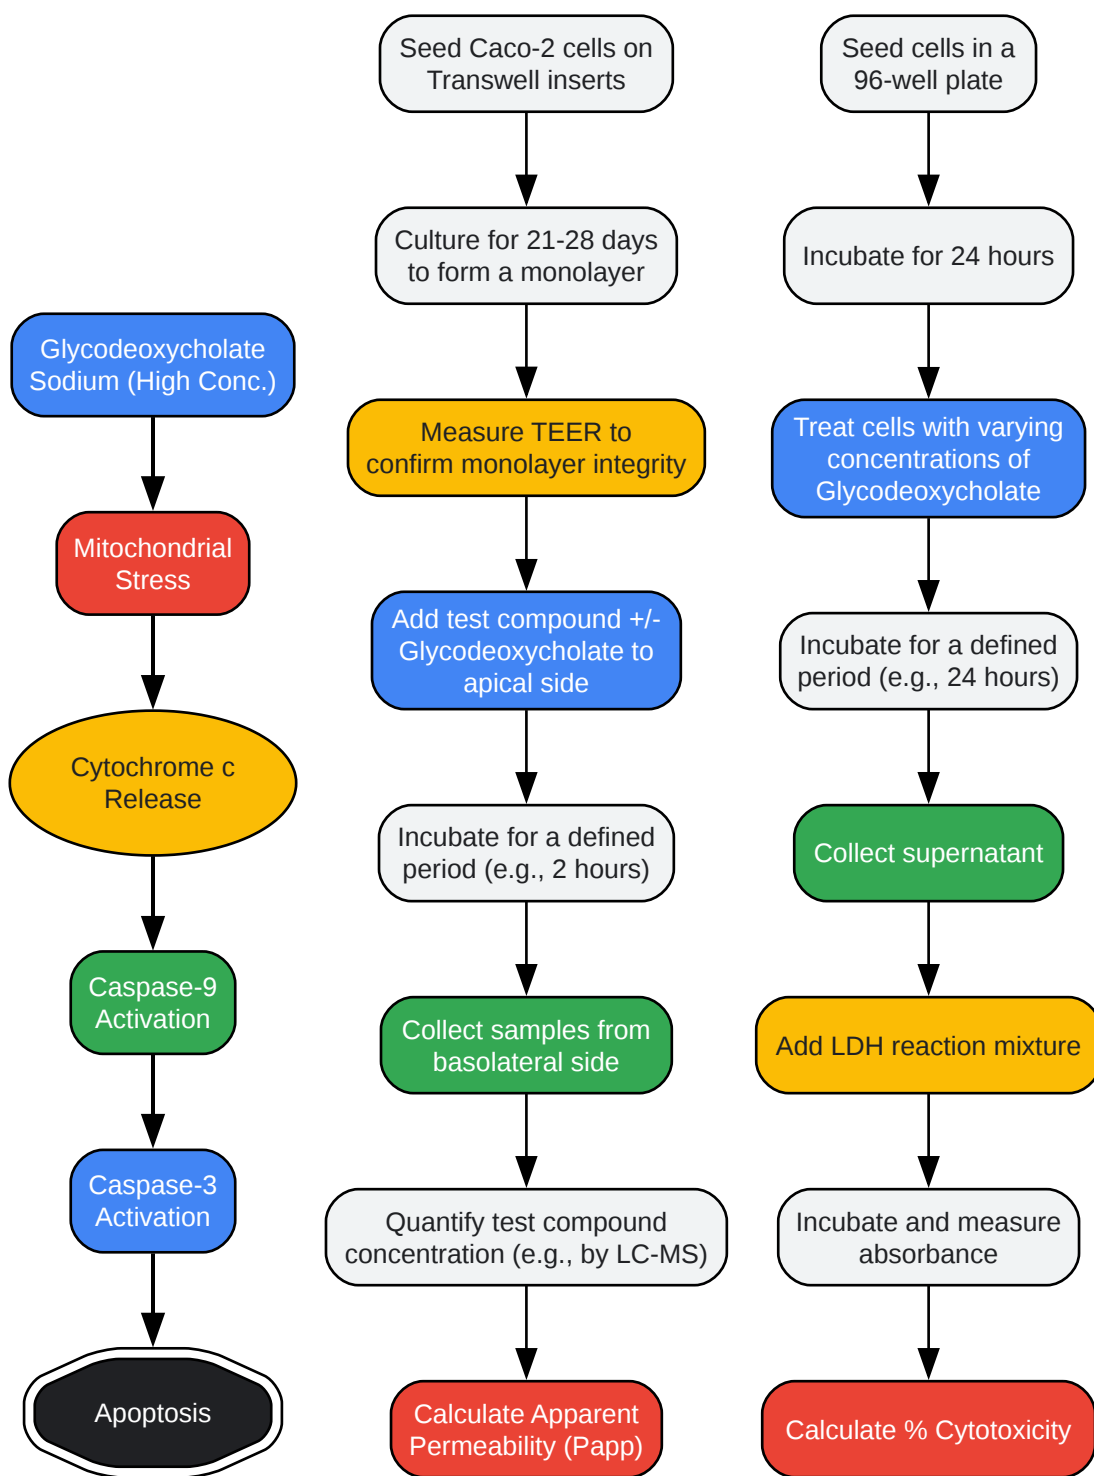 Glycodeoxycholate
Sodium (High Conc.)
Mitochondrial
Stress
Cytochrome c
Release
Caspase-9
Activation
Caspase-3
Activation
Apoptosis
Seed Caco-2 cells on
Transwell inserts
Culture for 21-28 days
to form a monolayer
Measure TEER to
confirm monolayer integrity
Add test compound +/-
Glycodeoxycholate to
apical side
Incubate for a defined
period (e.g., 2 hours)
Collect samples from
basolateral side
Quantify test compound
concentration (e.g., by LC-MS)
Calculate Apparent
Permeability (Papp)
Seed cells in a
96-well plate
Incubate for 24 hours
Treat cells with varying
concentrations of
Glycodeoxycholate
Incubate for a defined
period (e.g., 24 hours)
Collect supernatant
Add LDH reaction mixture
Incubate and measure
absorbance
Calculate % Cytotoxicity